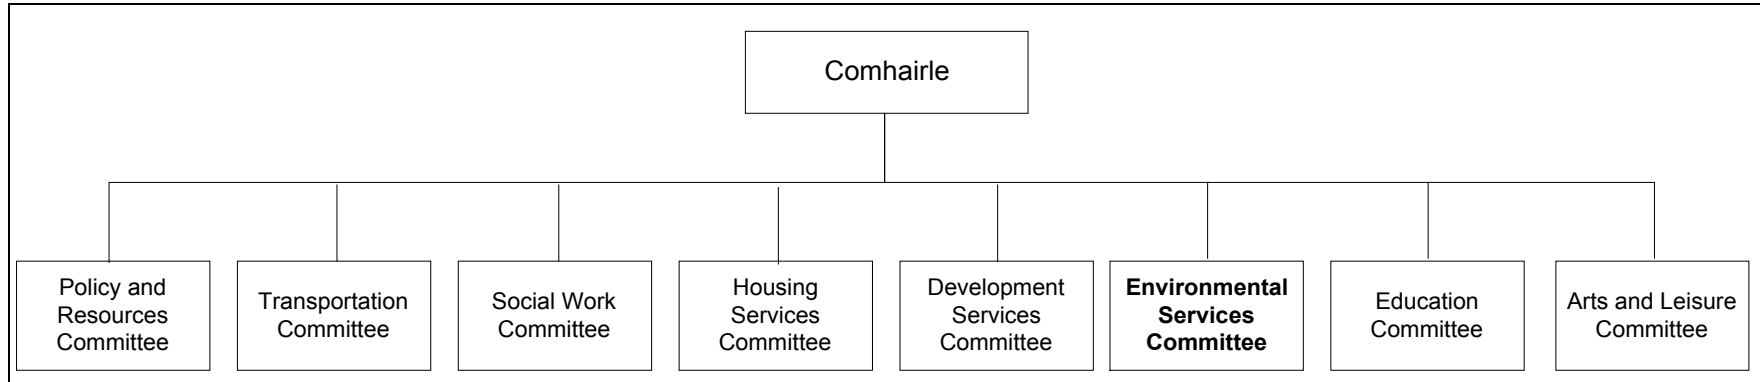 Comhairle
Policy and
Resources
Committee
Transportation
Committee
Social Work
Committee
Housing
Services
Committee
Development
Services
Committee
Environmental
Services
Committee
Education
Committee
Arts and Leisure
Committee